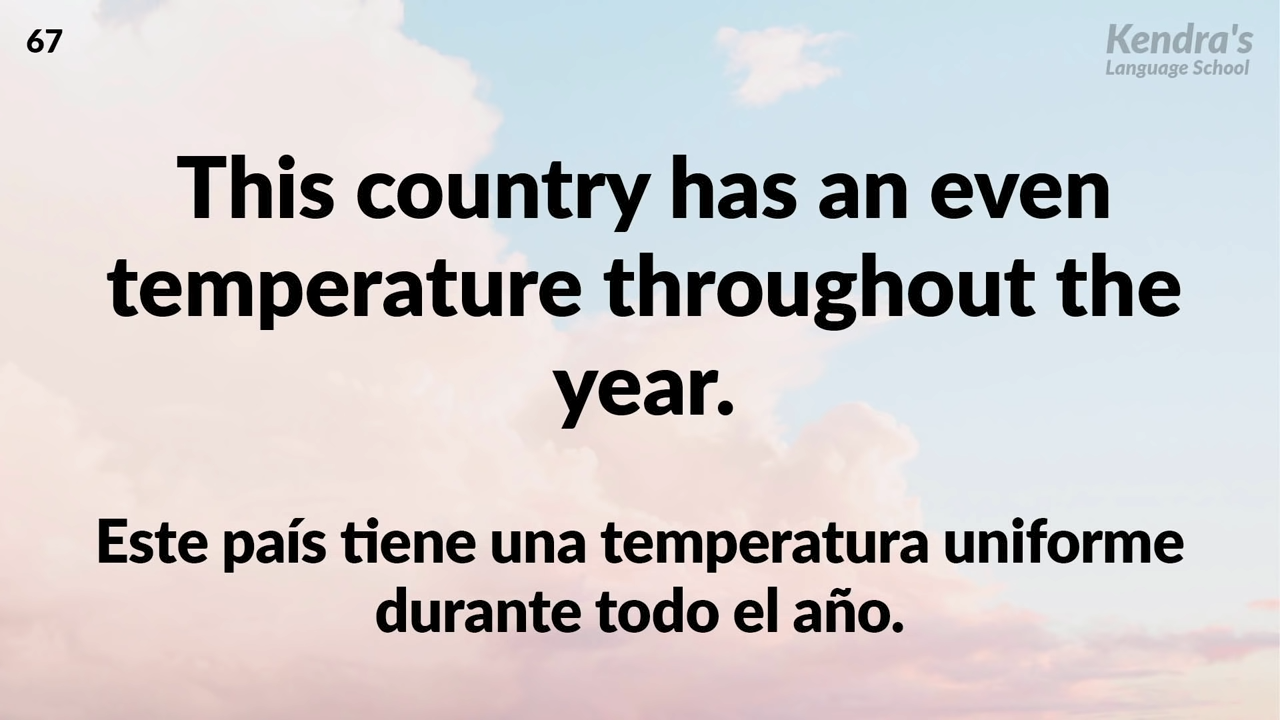 67
Kendra's
Language School
This country has an even
temperature throughout the
year.
Este país tiene una temperatura uniforme
durante todo el año.